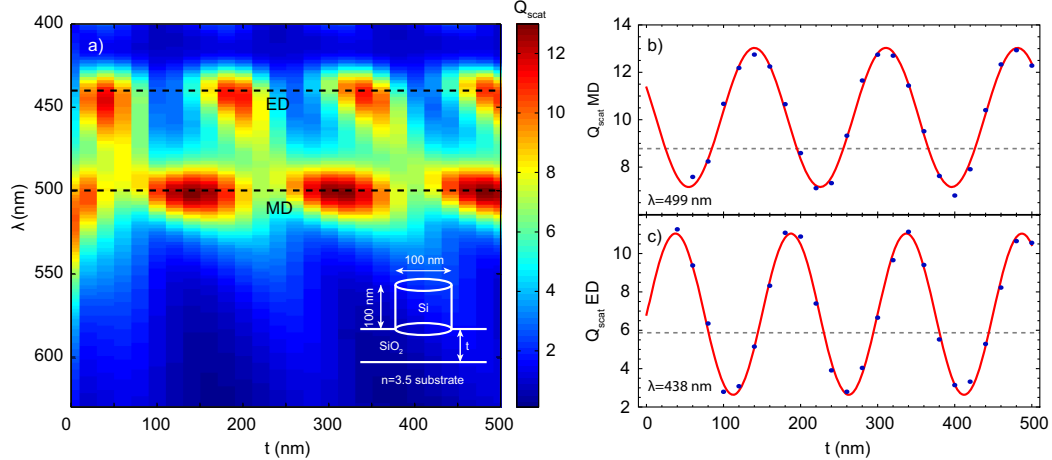 Q_scat
a)
400
450
500
550
600
λ(nm)
ED
MD
100 nm
100 nm
Si
SiO₂
t
n=3.5 substrate
0
100
200
300
400
500
t (nm)
12
10
8
6
4
2
b)
14
12
10
8
6
Q_scat MD
λ=499 nm
c)
10
8
6
4
2
Q_scat ED
λ=438 nm
0
100
200
300
400
500
t (nm)